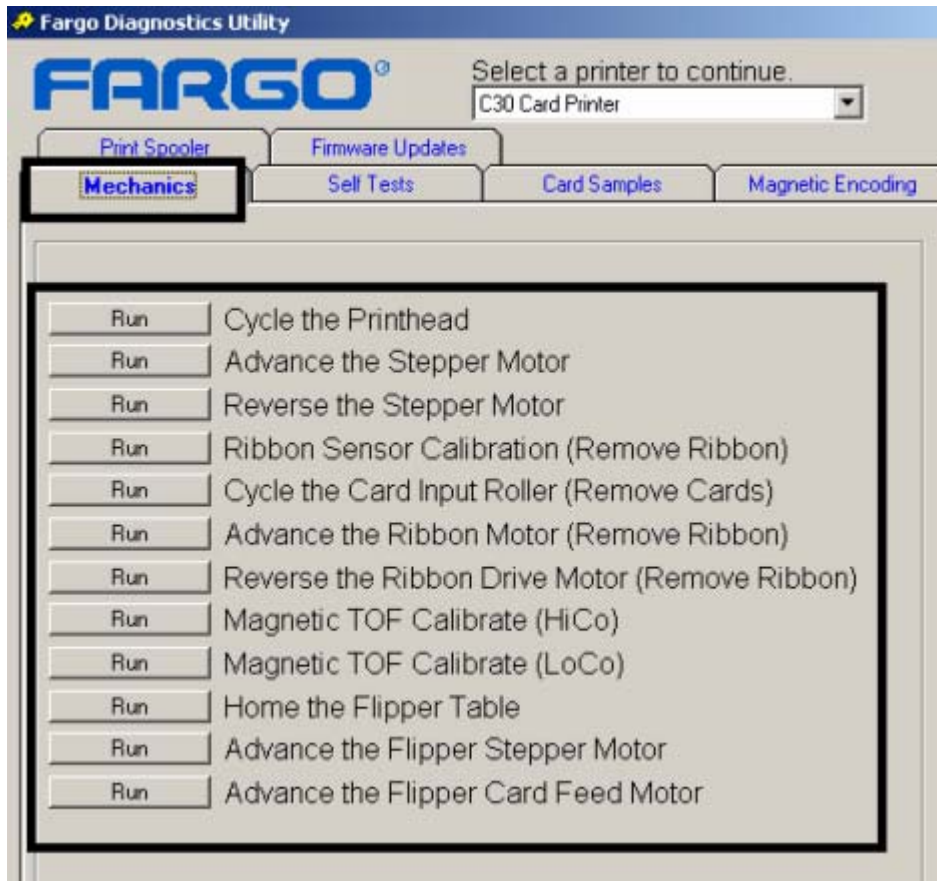 Fargo Diagnostics Utility
FARGO®
Select a printer to continue.
C30 Card Printer
Print Spooler
Firmware Updates
Mechanics
Self Tests
Card Samples
Magnetic Encoding
Run Cycle the Printhead
Run Advance the Stepper Motor
Run Reverse the Stepper Motor
Run Ribbon Sensor Calibration (Remove Ribbon)
Run Cycle the Card Input Roller (Remove Cards)
Run Advance the Ribbon Motor (Remove Ribbon)
Run Reverse the Ribbon Drive Motor (Remove Ribbon)
Run Magnetic TOF Calibrate (HiCo)
Run Magnetic TOF Calibrate (LoCo)
Run Home the Flipper Table
Run Advance the Flipper Stepper Motor
Run Advance the Flipper Card Feed Motor